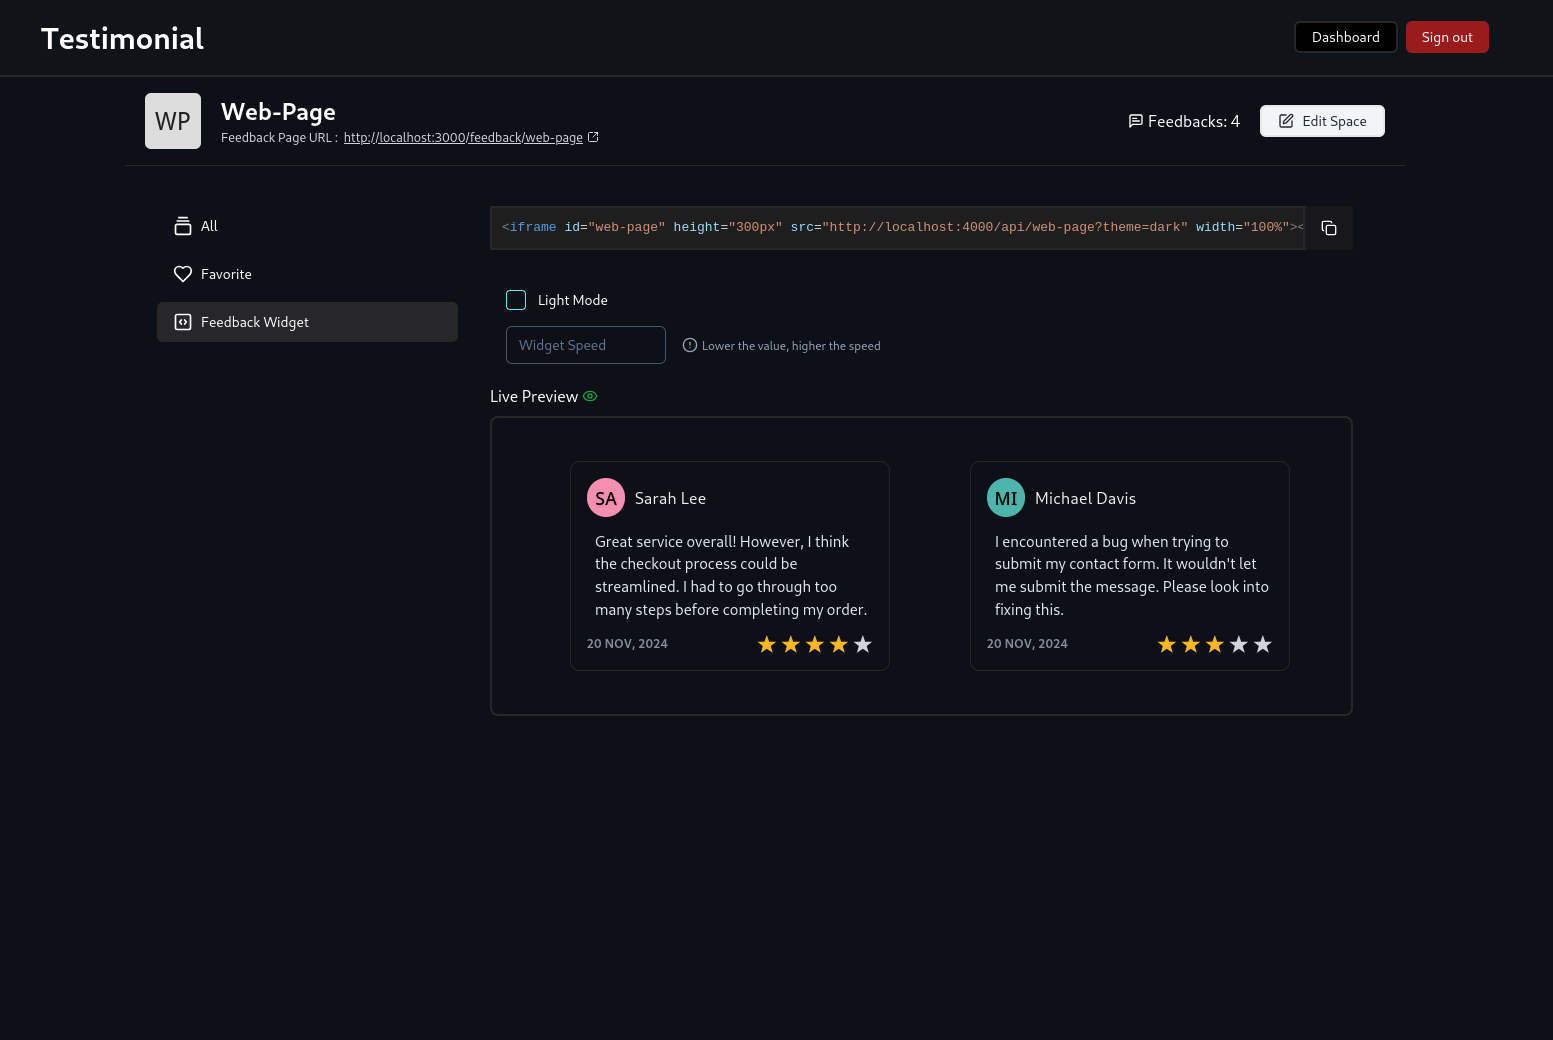 Testimonial
Dashboard
Sign out
WP
Web-Page
Feedback Page URL : http://localhost:3000/feedback/web-page
Feedbacks: 4
Edit Space
All
Favorite
Feedback Widget
<iframe id="web-page" height="300px" src="http://localhost:4000/api/web-page?theme=dark" width="100%"><
Light Mode
Widget Speed
Lower the value, higher the speed
Live Preview
SA
Sarah Lee
Great service overall! However, I think
the checkout process could be
streamlined. I had to go through too
many steps before completing my order.
20 NOV, 2024
MI
Michael Davis
I encountered a bug when trying to
submit my contact form. It wouldn't let
me submit the message. Please look into
fixing this.
20 NOV, 2024